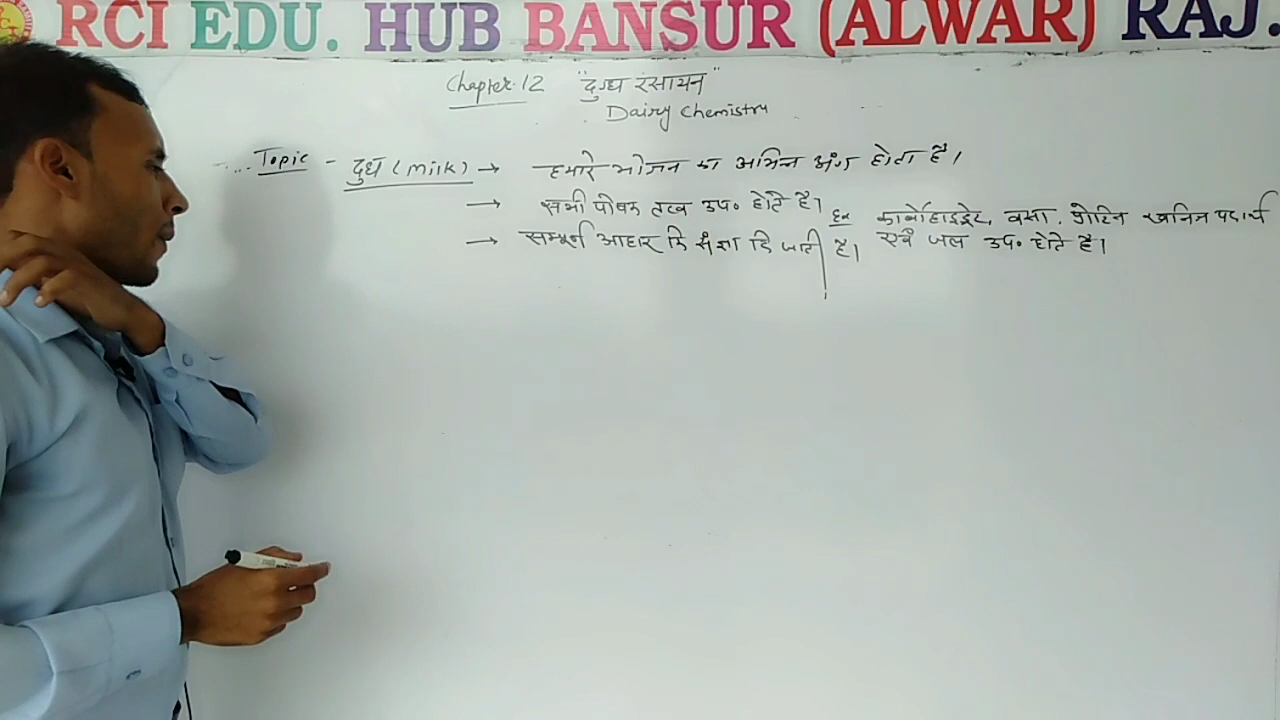 RCI EDU. HUB BANSUR (ALWAR) RAJ.
Chapter-12 "दुग्ध रसायन"
Dairy Chemistry
Topic - दुध (Milk) → हमारे भोजन का अभिन्न अंग होता है।
→ सभी पोषक तत्व उप० होते है।
कार्बोहाइड्रेट, वसा, प्रोटिन खनिज पदार्थ
एवं जल उप० होते है।
→ सम्पूर्ण आहार कि संज्ञा दि जाती है।